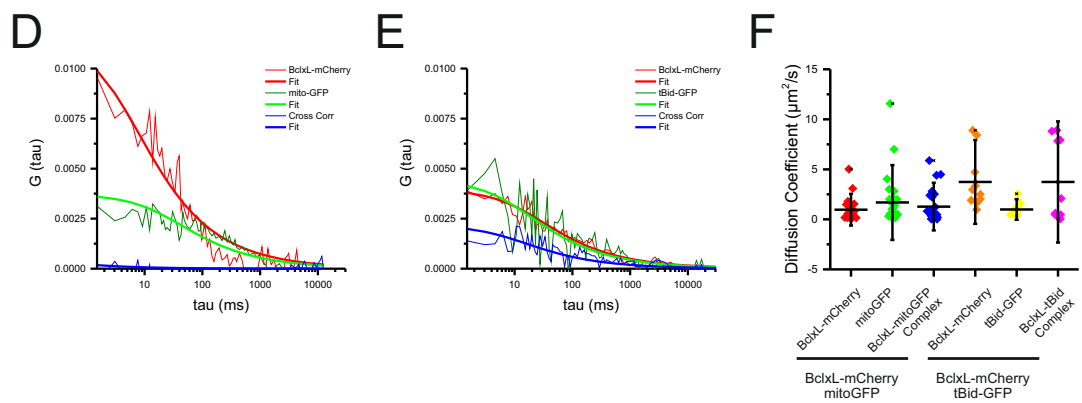 D
0.0100
0.0075
0.0050
0.0025
0.0000
G (tau)
10
100
1000
10000
tau (ms)
BclxL-mCherry
Fit
mito-GFP
Fit
Cross Corr
Fit
E
0.0100
0.0075
0.0050
0.0025
0.0000
G (tau)
10
100
1000
10000
tau (ms)
BclxL-mCherry
Fit
tBid-GFP
Fit
Cross Corr
Fit
F
15
10
5
0
-5
Diffusion Coefficient (µm²/s)
BclxL-mCherry
mitoGFP
BclxL-mitoGFP
Complex
BclxL-mCherry
tBid-GFP
BclxL-tBid
Complex
BclxL-mCherry
mitoGFP
BclxL-mCherry
tBid-GFP